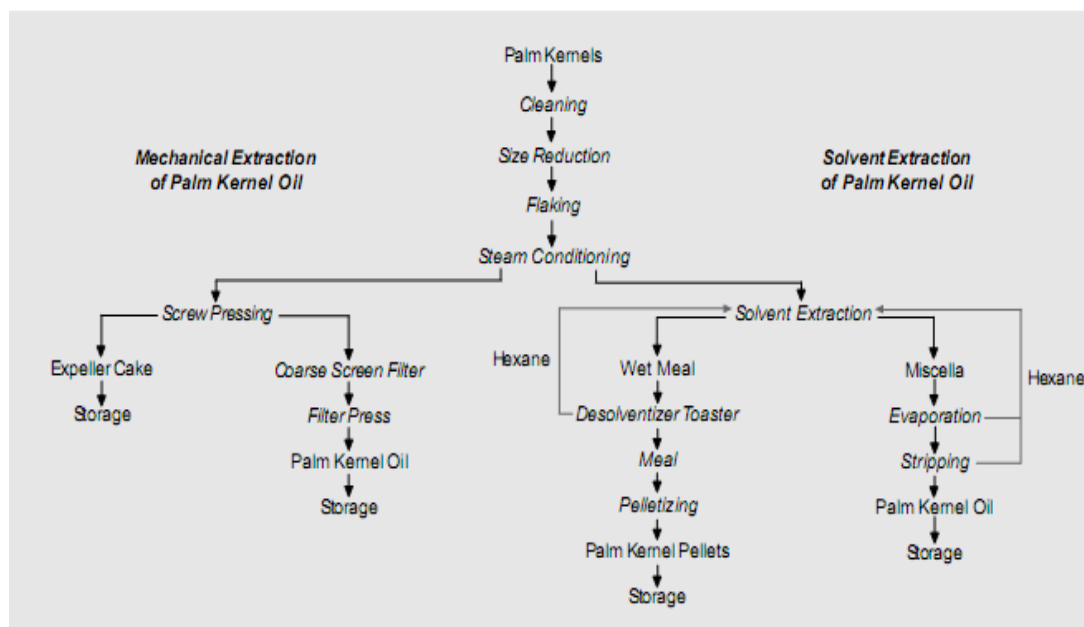 Palm Kernels
Cleaning
Mechanical Extraction
of Palm Kernel Oil
Size Reduction
Solvent Extraction
of Palm Kernel Oil
Flaking
Steam Conditioning
Screw Pressing
Solvent Extraction
Expeller Cake
Coarse Screen Filter
Hexane
Wet Meal
Miscella
Hexane
Storage
Filter Press
Desolventizer Toaster
Evaporation
Palm Kernel Oil
Meal
Stripping
Storage
Pelletizing
Palm Kernel Oil
Palm Kernel Pellets
Storage
Storage